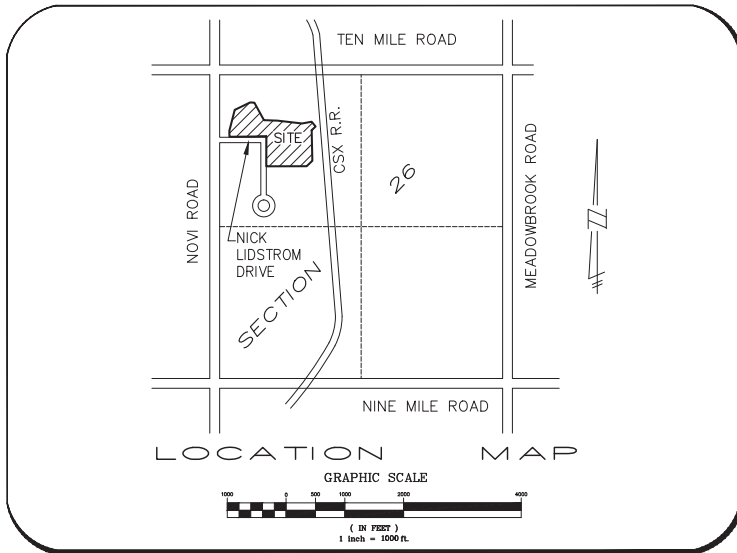 TEN MILE ROAD
CSX R.R.
SITE
26
NOVI ROAD
MEADOWBROOK ROAD
NICK
LIDSTROM
DRIVE
SECTION
N
NINE MILE ROAD
LOCATION MAP
GRAPHIC SCALE
1000 0 500 1000 2000 4000
( IN FEET )
1 inch = 1000 ft.